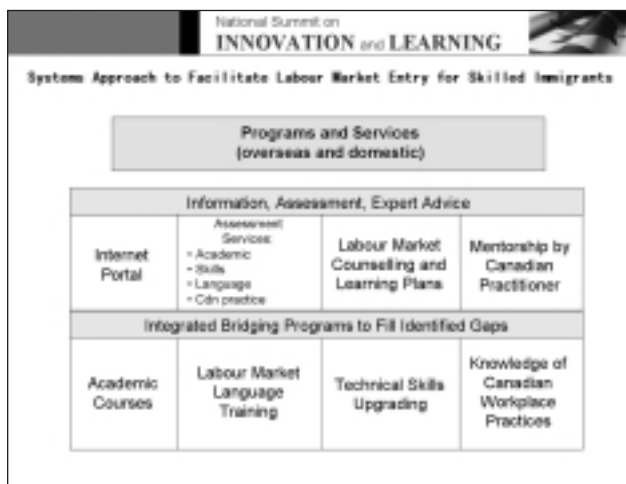 National Summit on
INNOVATION and LEARNING
Systems Approach to Facilitate Labour Market Entry for Skilled Immigrants
Programs and Services
(overseas and domestic)
Information, Assessment, Expert Advice
Internet
Portal
Assessment
Services:
• Academic
• Skills
• Language
• Cdn practice
Labour Market
Counselling and
Learning Plans
Mentorship by
Canadian
Practitioner
Integrated Bridging Programs to Fill Identified Gaps
Academic
Courses
Labour Market
Language
Training
Technical Skills
Upgrading
Knowledge of
Canadian
Workplace
Practices